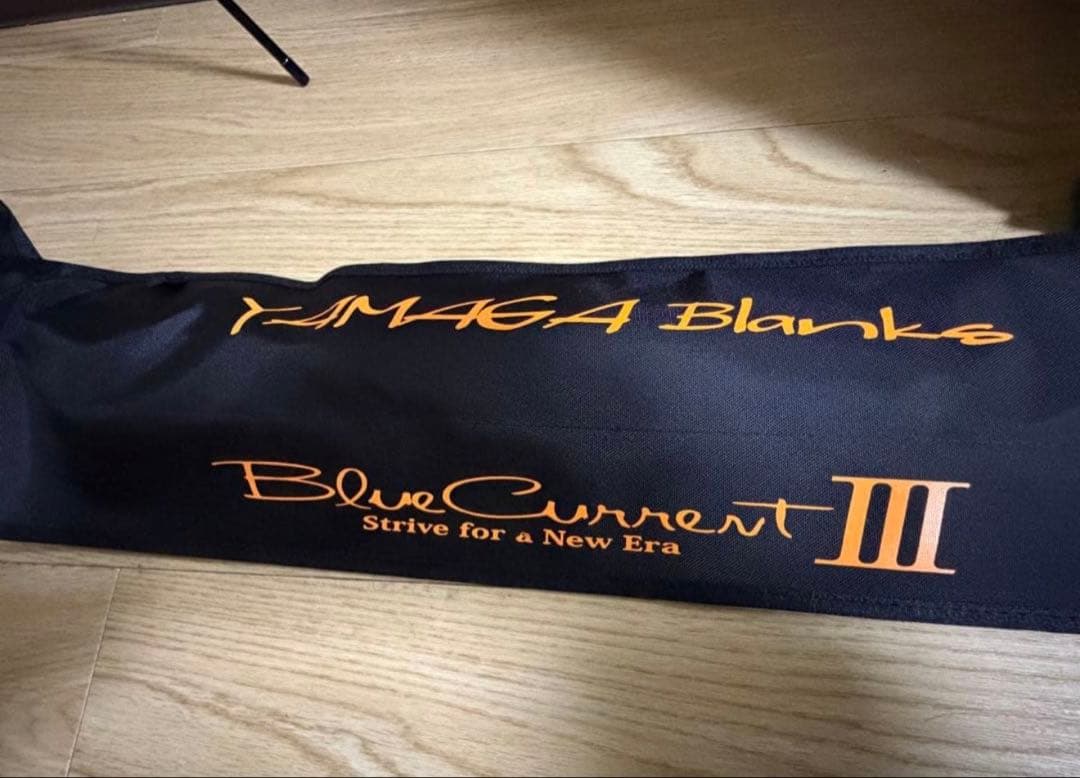 YAMAGA Blanks
BlueCurrent III
Strive for a New Era